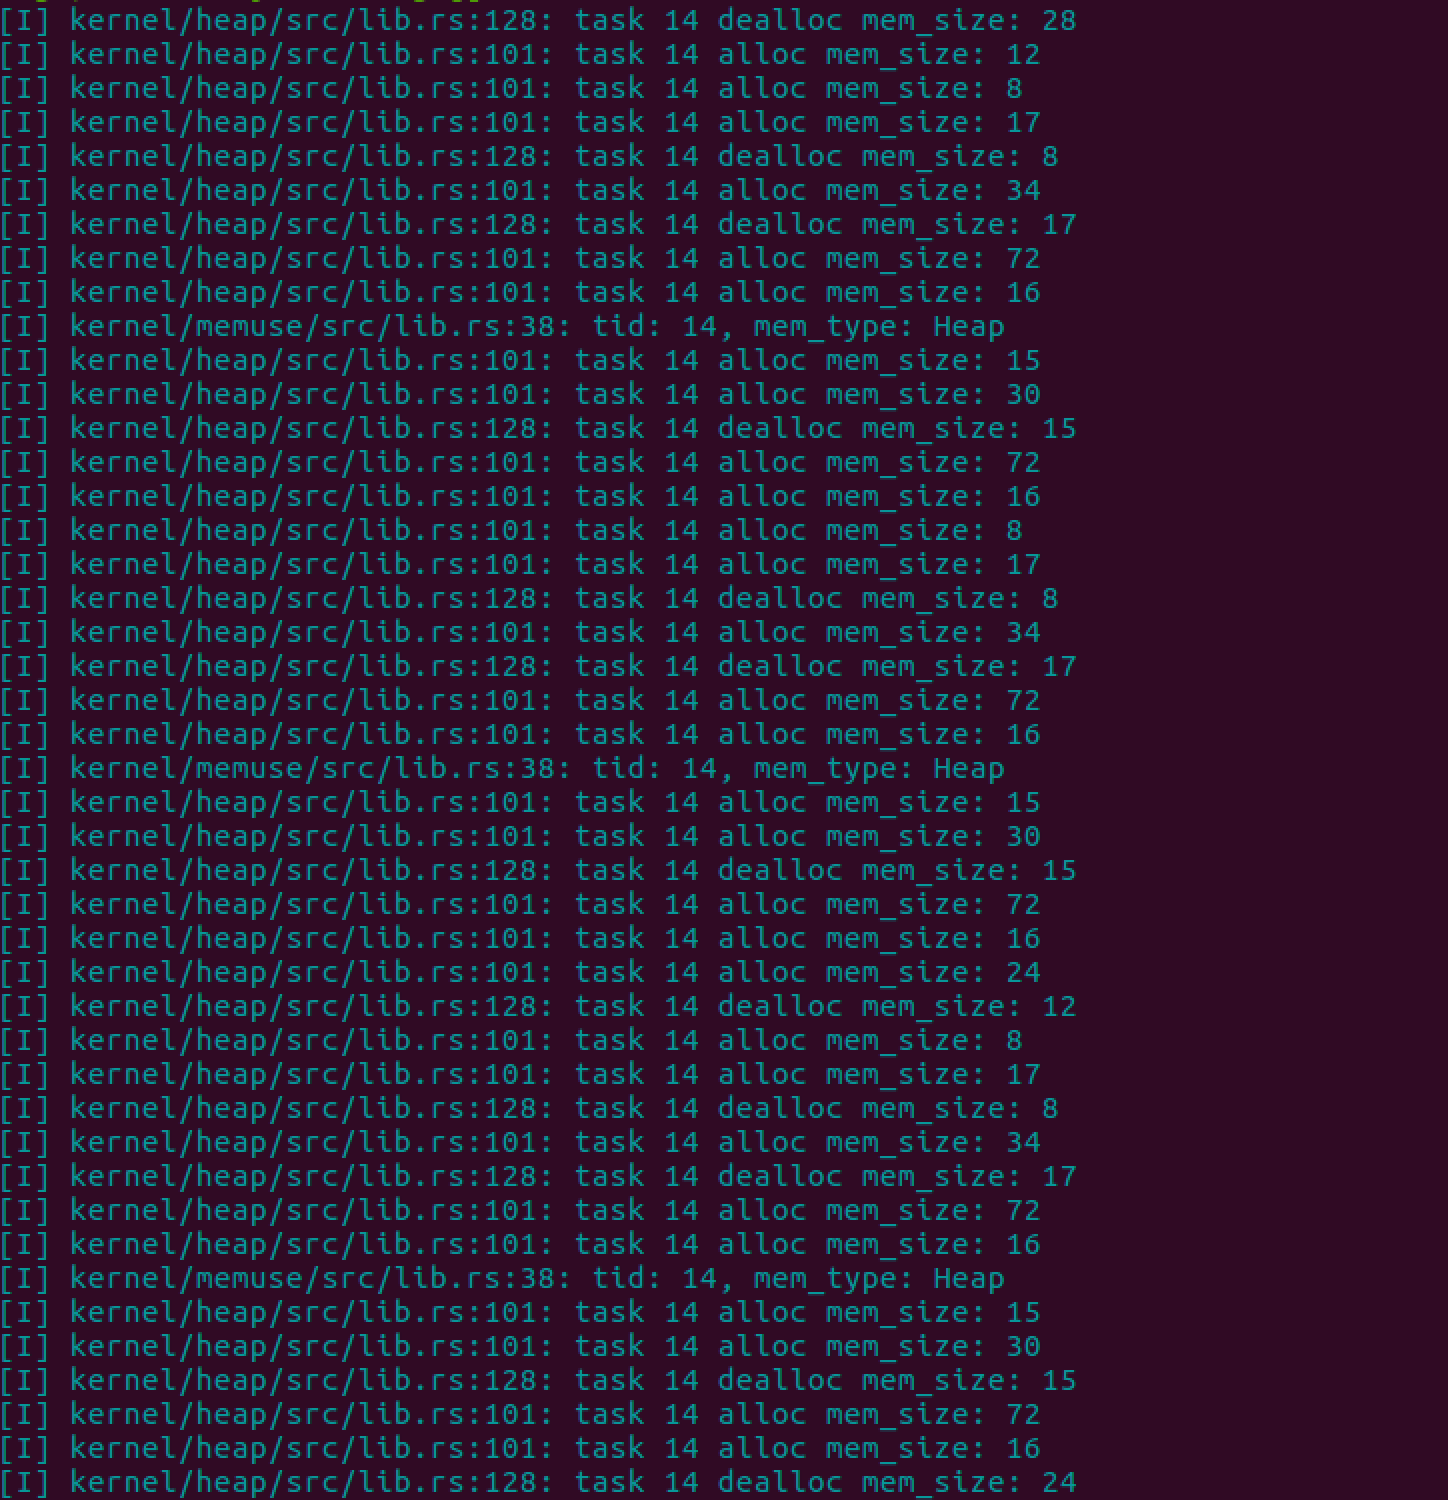 [I] kernel/heap/src/lib.rs:128: task 14 dealloc mem_size: 28
[I] kernel/heap/src/lib.rs:101: task 14 alloc mem_size: 12
[I] kernel/heap/src/lib.rs:101: task 14 alloc mem_size: 8
[I] kernel/heap/src/lib.rs:101: task 14 alloc mem_size: 17
[I] kernel/heap/src/lib.rs:128: task 14 dealloc mem_size: 8
[I] kernel/heap/src/lib.rs:101: task 14 alloc mem_size: 34
[I] kernel/heap/src/lib.rs:128: task 14 dealloc mem_size: 17
[I] kernel/heap/src/lib.rs:101: task 14 alloc mem_size: 72
[I] kernel/heap/src/lib.rs:101: task 14 alloc mem_size: 16
[I] kernel/memuse/src/lib.rs:38: tid: 14, mem_type: Heap
[I] kernel/heap/src/lib.rs:101: task 14 alloc mem_size: 15
[I] kernel/heap/src/lib.rs:101: task 14 alloc mem_size: 30
[I] kernel/heap/src/lib.rs:128: task 14 dealloc mem_size: 15
[I] kernel/heap/src/lib.rs:101: task 14 alloc mem_size: 72
[I] kernel/heap/src/lib.rs:101: task 14 alloc mem_size: 16
[I] kernel/heap/src/lib.rs:101: task 14 alloc mem_size: 8
[I] kernel/heap/src/lib.rs:101: task 14 alloc mem_size: 17
[I] kernel/heap/src/lib.rs:128: task 14 dealloc mem_size: 8
[I] kernel/heap/src/lib.rs:101: task 14 alloc mem_size: 34
[I] kernel/heap/src/lib.rs:128: task 14 dealloc mem_size: 17
[I] kernel/heap/src/lib.rs:101: task 14 alloc mem_size: 72
[I] kernel/heap/src/lib.rs:101: task 14 alloc mem_size: 16
[I] kernel/memuse/src/lib.rs:38: tid: 14, mem_type: Heap
[I] kernel/heap/src/lib.rs:101: task 14 alloc mem_size: 15
[I] kernel/heap/src/lib.rs:101: task 14 alloc mem_size: 30
[I] kernel/heap/src/lib.rs:128: task 14 dealloc mem_size: 15
[I] kernel/heap/src/lib.rs:101: task 14 alloc mem_size: 72
[I] kernel/heap/src/lib.rs:101: task 14 alloc mem_size: 16
[I] kernel/heap/src/lib.rs:101: task 14 alloc mem_size: 24
[I] kernel/heap/src/lib.rs:128: task 14 dealloc mem_size: 12
[I] kernel/heap/src/lib.rs:101: task 14 alloc mem_size: 8
[I] kernel/heap/src/lib.rs:101: task 14 alloc mem_size: 17
[I] kernel/heap/src/lib.rs:128: task 14 dealloc mem_size: 8
[I] kernel/heap/src/lib.rs:101: task 14 alloc mem_size: 34
[I] kernel/heap/src/lib.rs:128: task 14 dealloc mem_size: 17
[I] kernel/heap/src/lib.rs:101: task 14 alloc mem_size: 72
[I] kernel/heap/src/lib.rs:101: task 14 alloc mem_size: 16
[I] kernel/memuse/src/lib.rs:38: tid: 14, mem_type: Heap
[I] kernel/heap/src/lib.rs:101: task 14 alloc mem_size: 15
[I] kernel/heap/src/lib.rs:101: task 14 alloc mem_size: 30
[I] kernel/heap/src/lib.rs:128: task 14 dealloc mem_size: 15
[I] kernel/heap/src/lib.rs:101: task 14 alloc mem_size: 72
[I] kernel/heap/src/lib.rs:101: task 14 alloc mem_size: 16
[I] kernel/heap/src/lib.rs:128: task 14 dealloc mem_size: 24